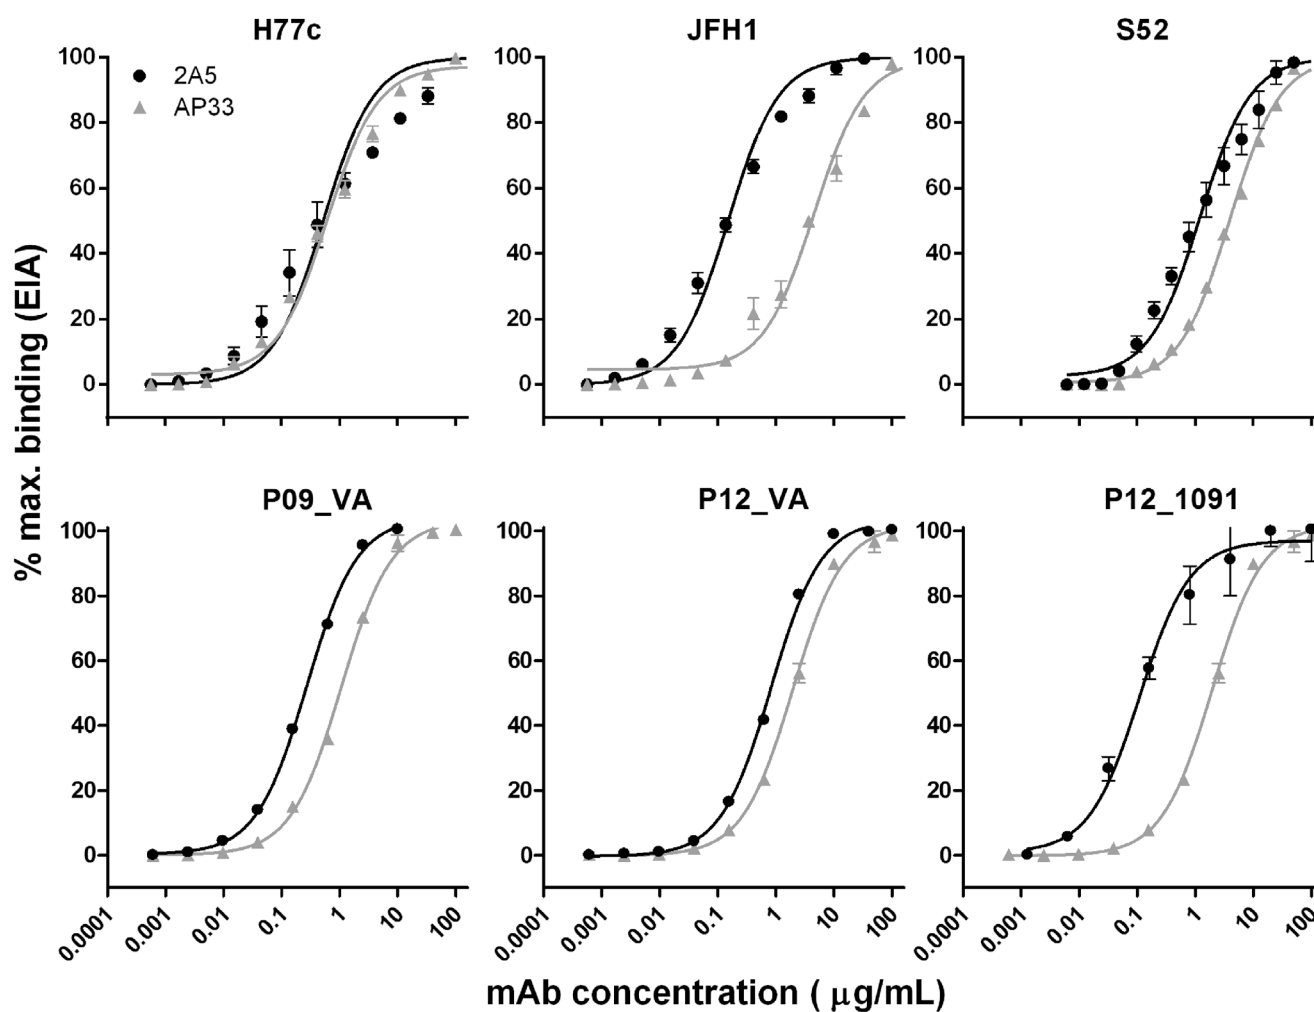 H77c JFH1 S52
2A5
AP33
100 100 100
80 80 80
60 60 60
40 40 40
20 20 20
0 0 0
% max. binding (EIA)
P09_VA P12_VA P12_1091
100 100 100
80 80 80
60 60 60
40 40 40
20 20 20
0 0 0
0.0001 0.001 0.01 0.1 1 10 100 0.0001 0.001 0.01 0.1 1 10 100 0.0001 0.001 0.01 0.1 1 10 100
mAb concentration ( μg/mL)